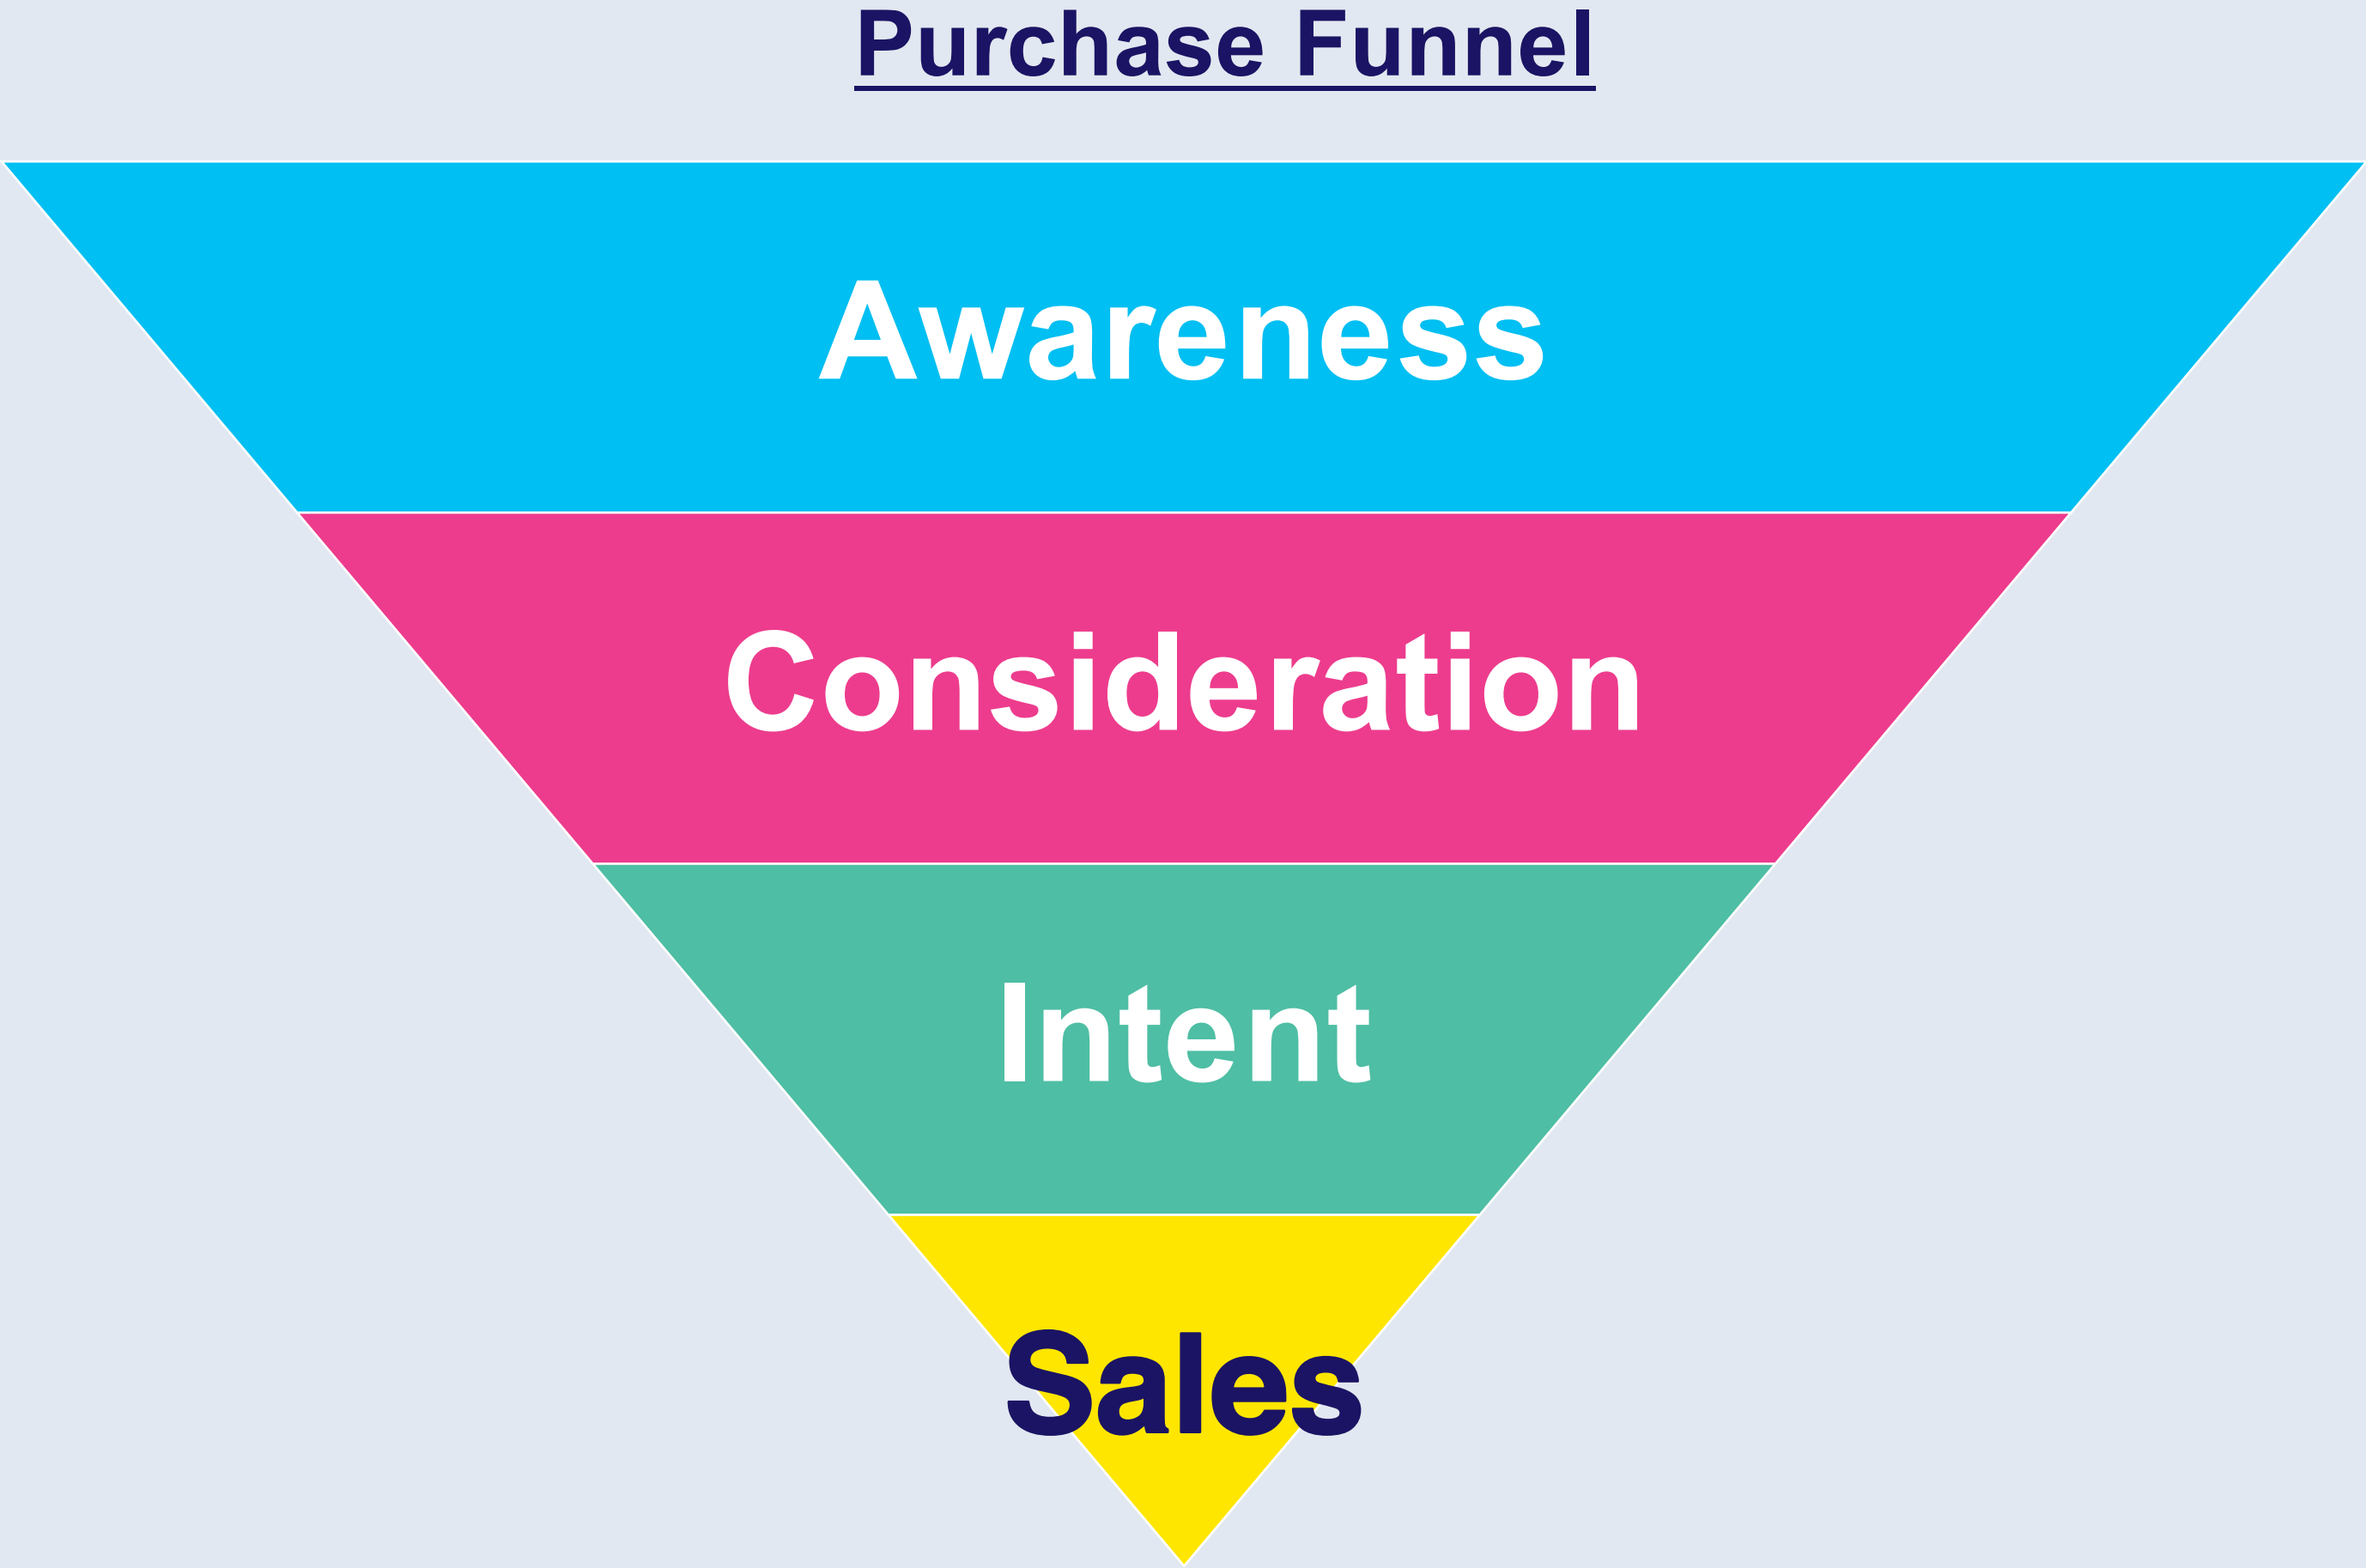 Purchase Funnel
Awareness
Consideration
Intent
Sales